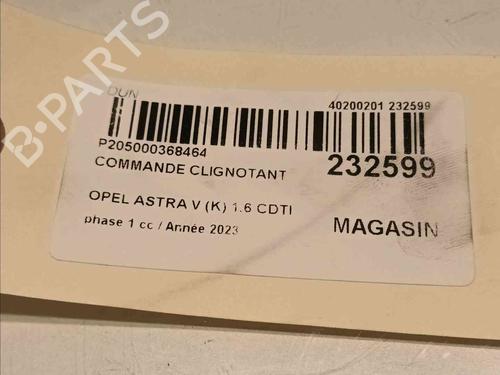 DUN
40200201 232599
P205000368464
COMMANDE CLIGNOTANT
232599
OPEL ASTRA V (K) 1.6 CDTI
phase 1 cc / Année 2023
MAGASIN
B-PARTS